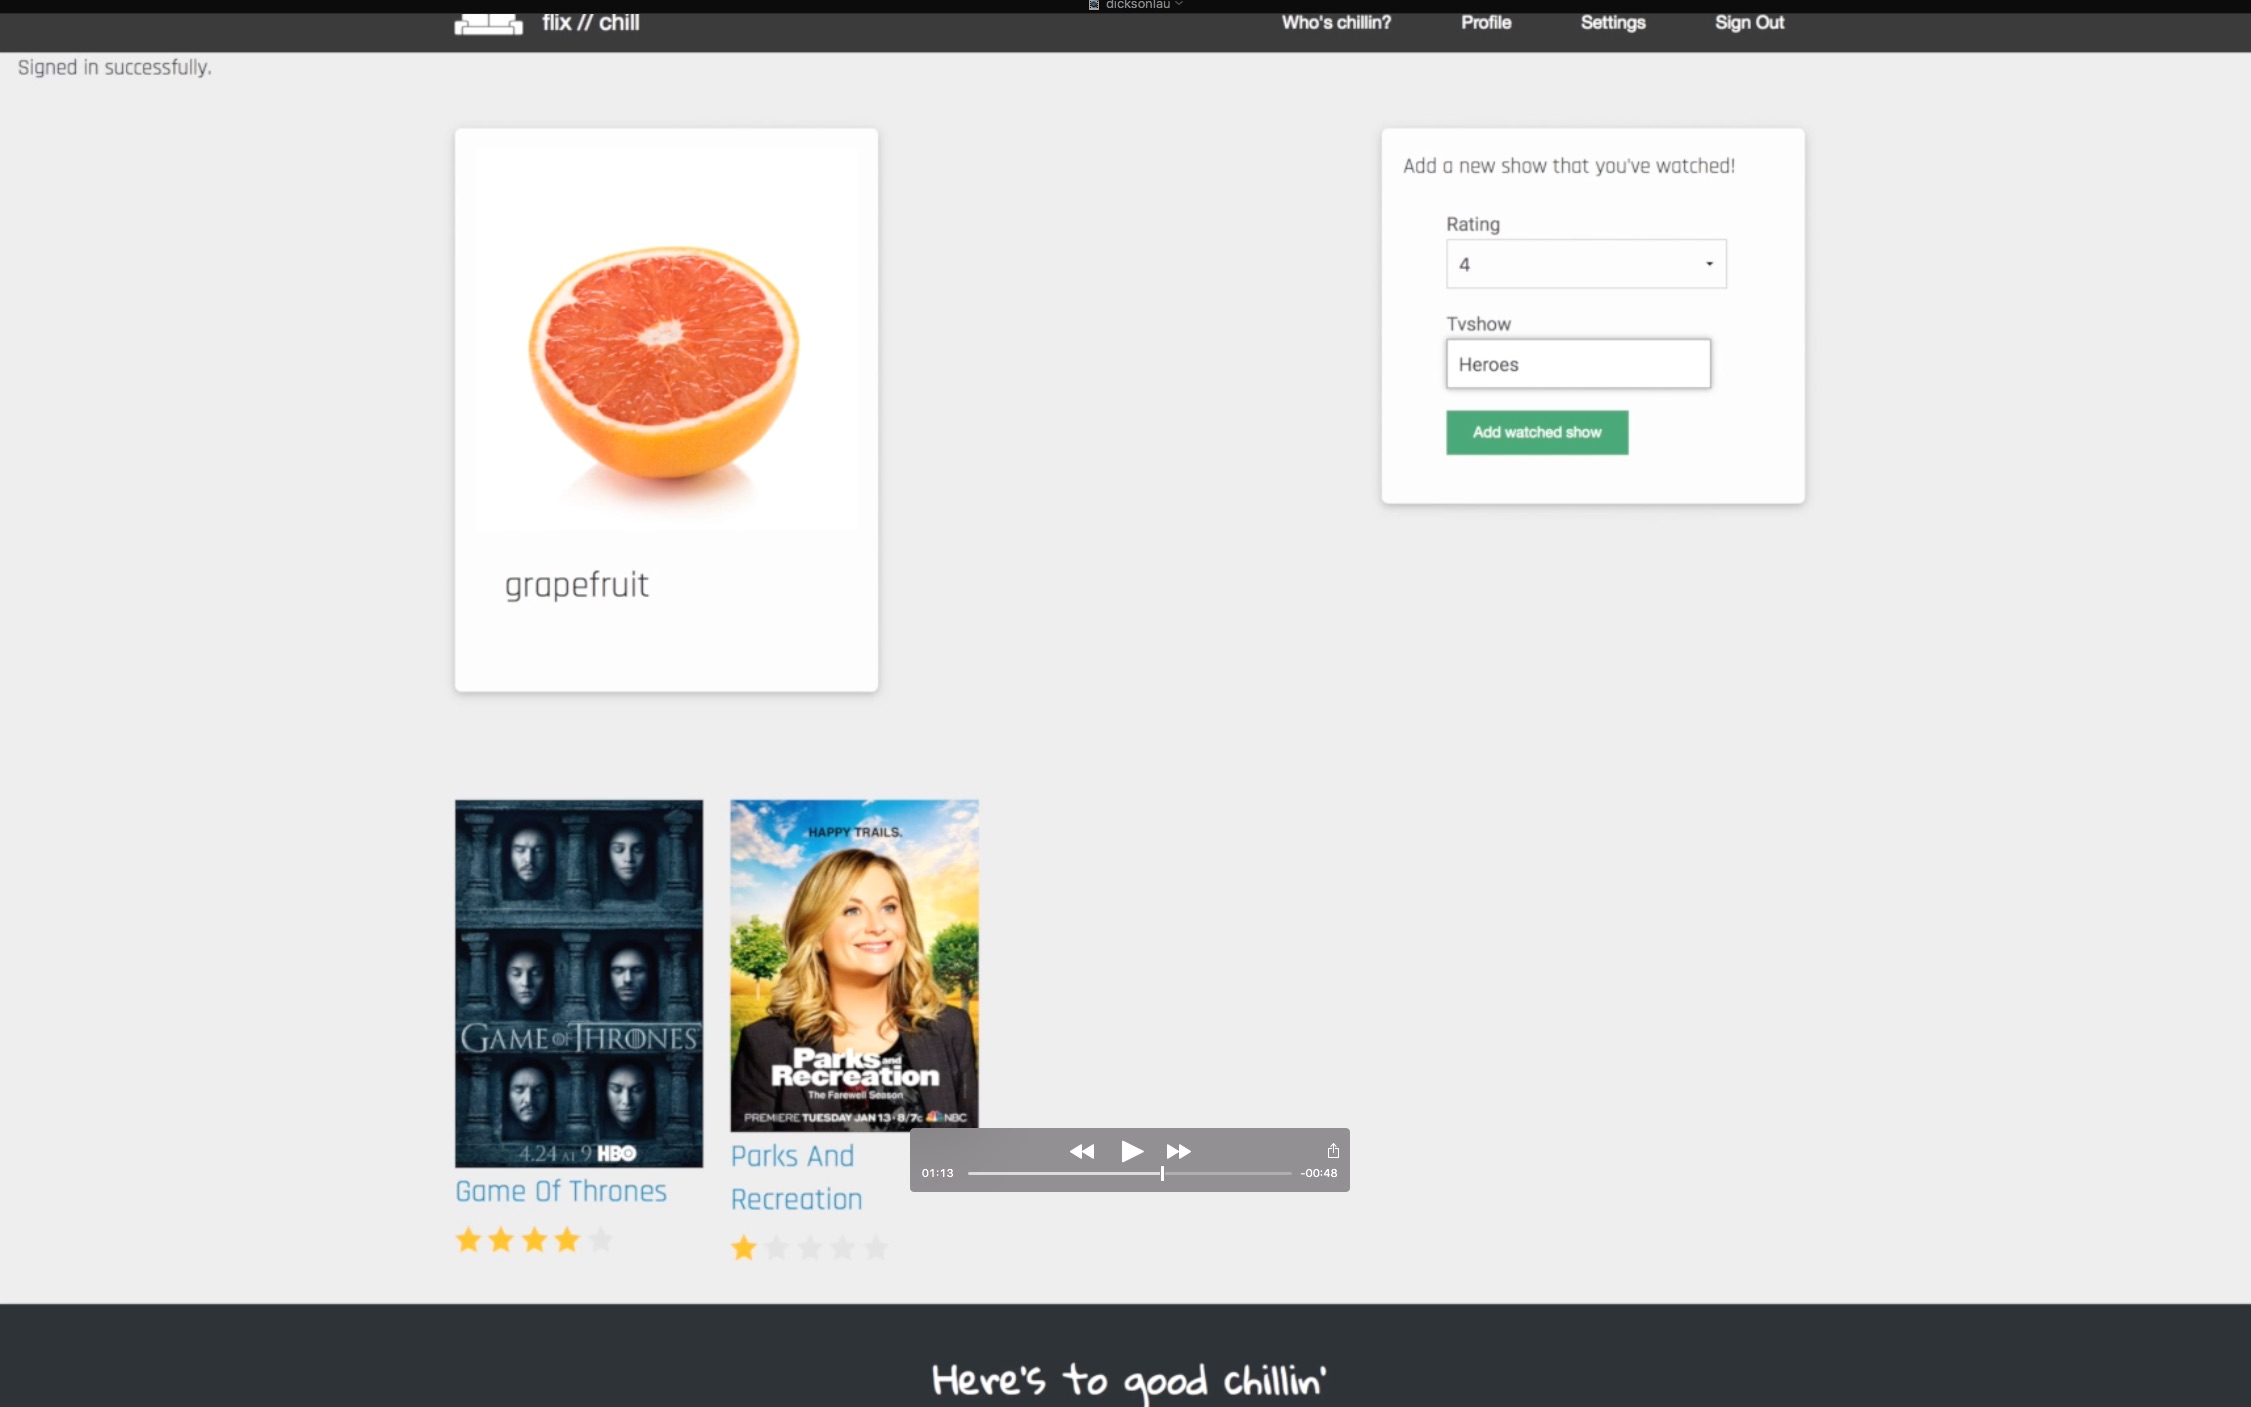 dicksonlau
flix // chill
Who's chillin?
Profile
Settings
Sign Out
Signed in successfully.
Add a new show that you've watched!
Rating
4
Tvshow
Heroes
Add watched show
grapefruit
GAME OF THRONES
4.24 AT 9 HBO
Game Of Thrones
HAPPY TRAILS.
Parks and
Recreation
The Farewell Season
PREMIERE TUESDAY JAN 13 · 8/7c NBC
Parks And
Recreation
01:13
-00:48
Here's to good chillin'